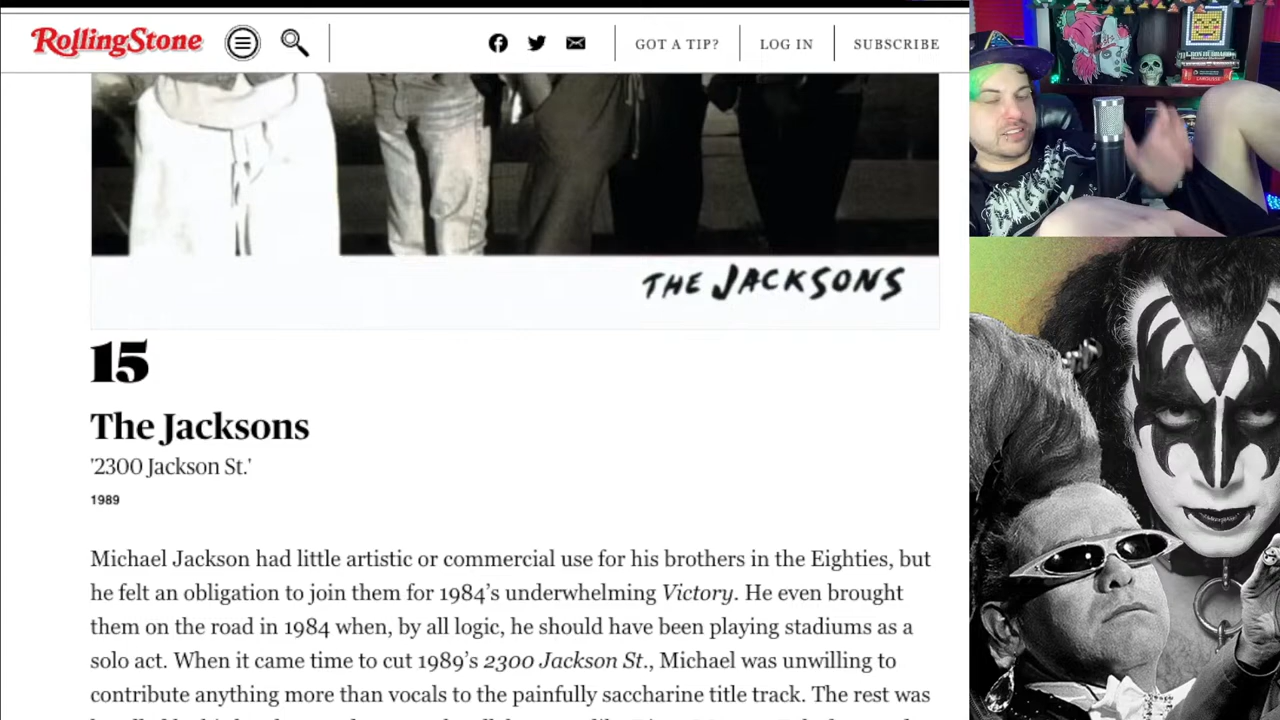 RollingStone
GOT A TIP?
LOG IN
SUBSCRIBE
THE JACKSONS
15
The Jacksons
'2300 Jackson St.'
1989
Michael Jackson had little artistic or commercial use for his brothers in the Eighties, but
he felt an obligation to join them for 1984's underwhelming Victory. He even brought
them on the road in 1984 when, by all logic, he should have been playing stadiums as a
solo act. When it came time to cut 1989's 2300 Jackson St., Michael was unwilling to
contribute anything more than vocals to the painfully saccharine title track. The rest was